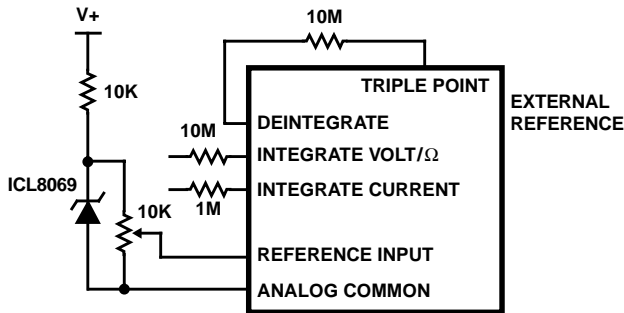 10M
V+
TRIPLE POINT
10K
EXTERNAL
REFERENCE
DEINTEGRATE
10M
INTEGRATE VOLT/Ω
ICL8069
INTEGRATE CURRENT
1M
10K
REFERENCE INPUT
ANALOG COMMON